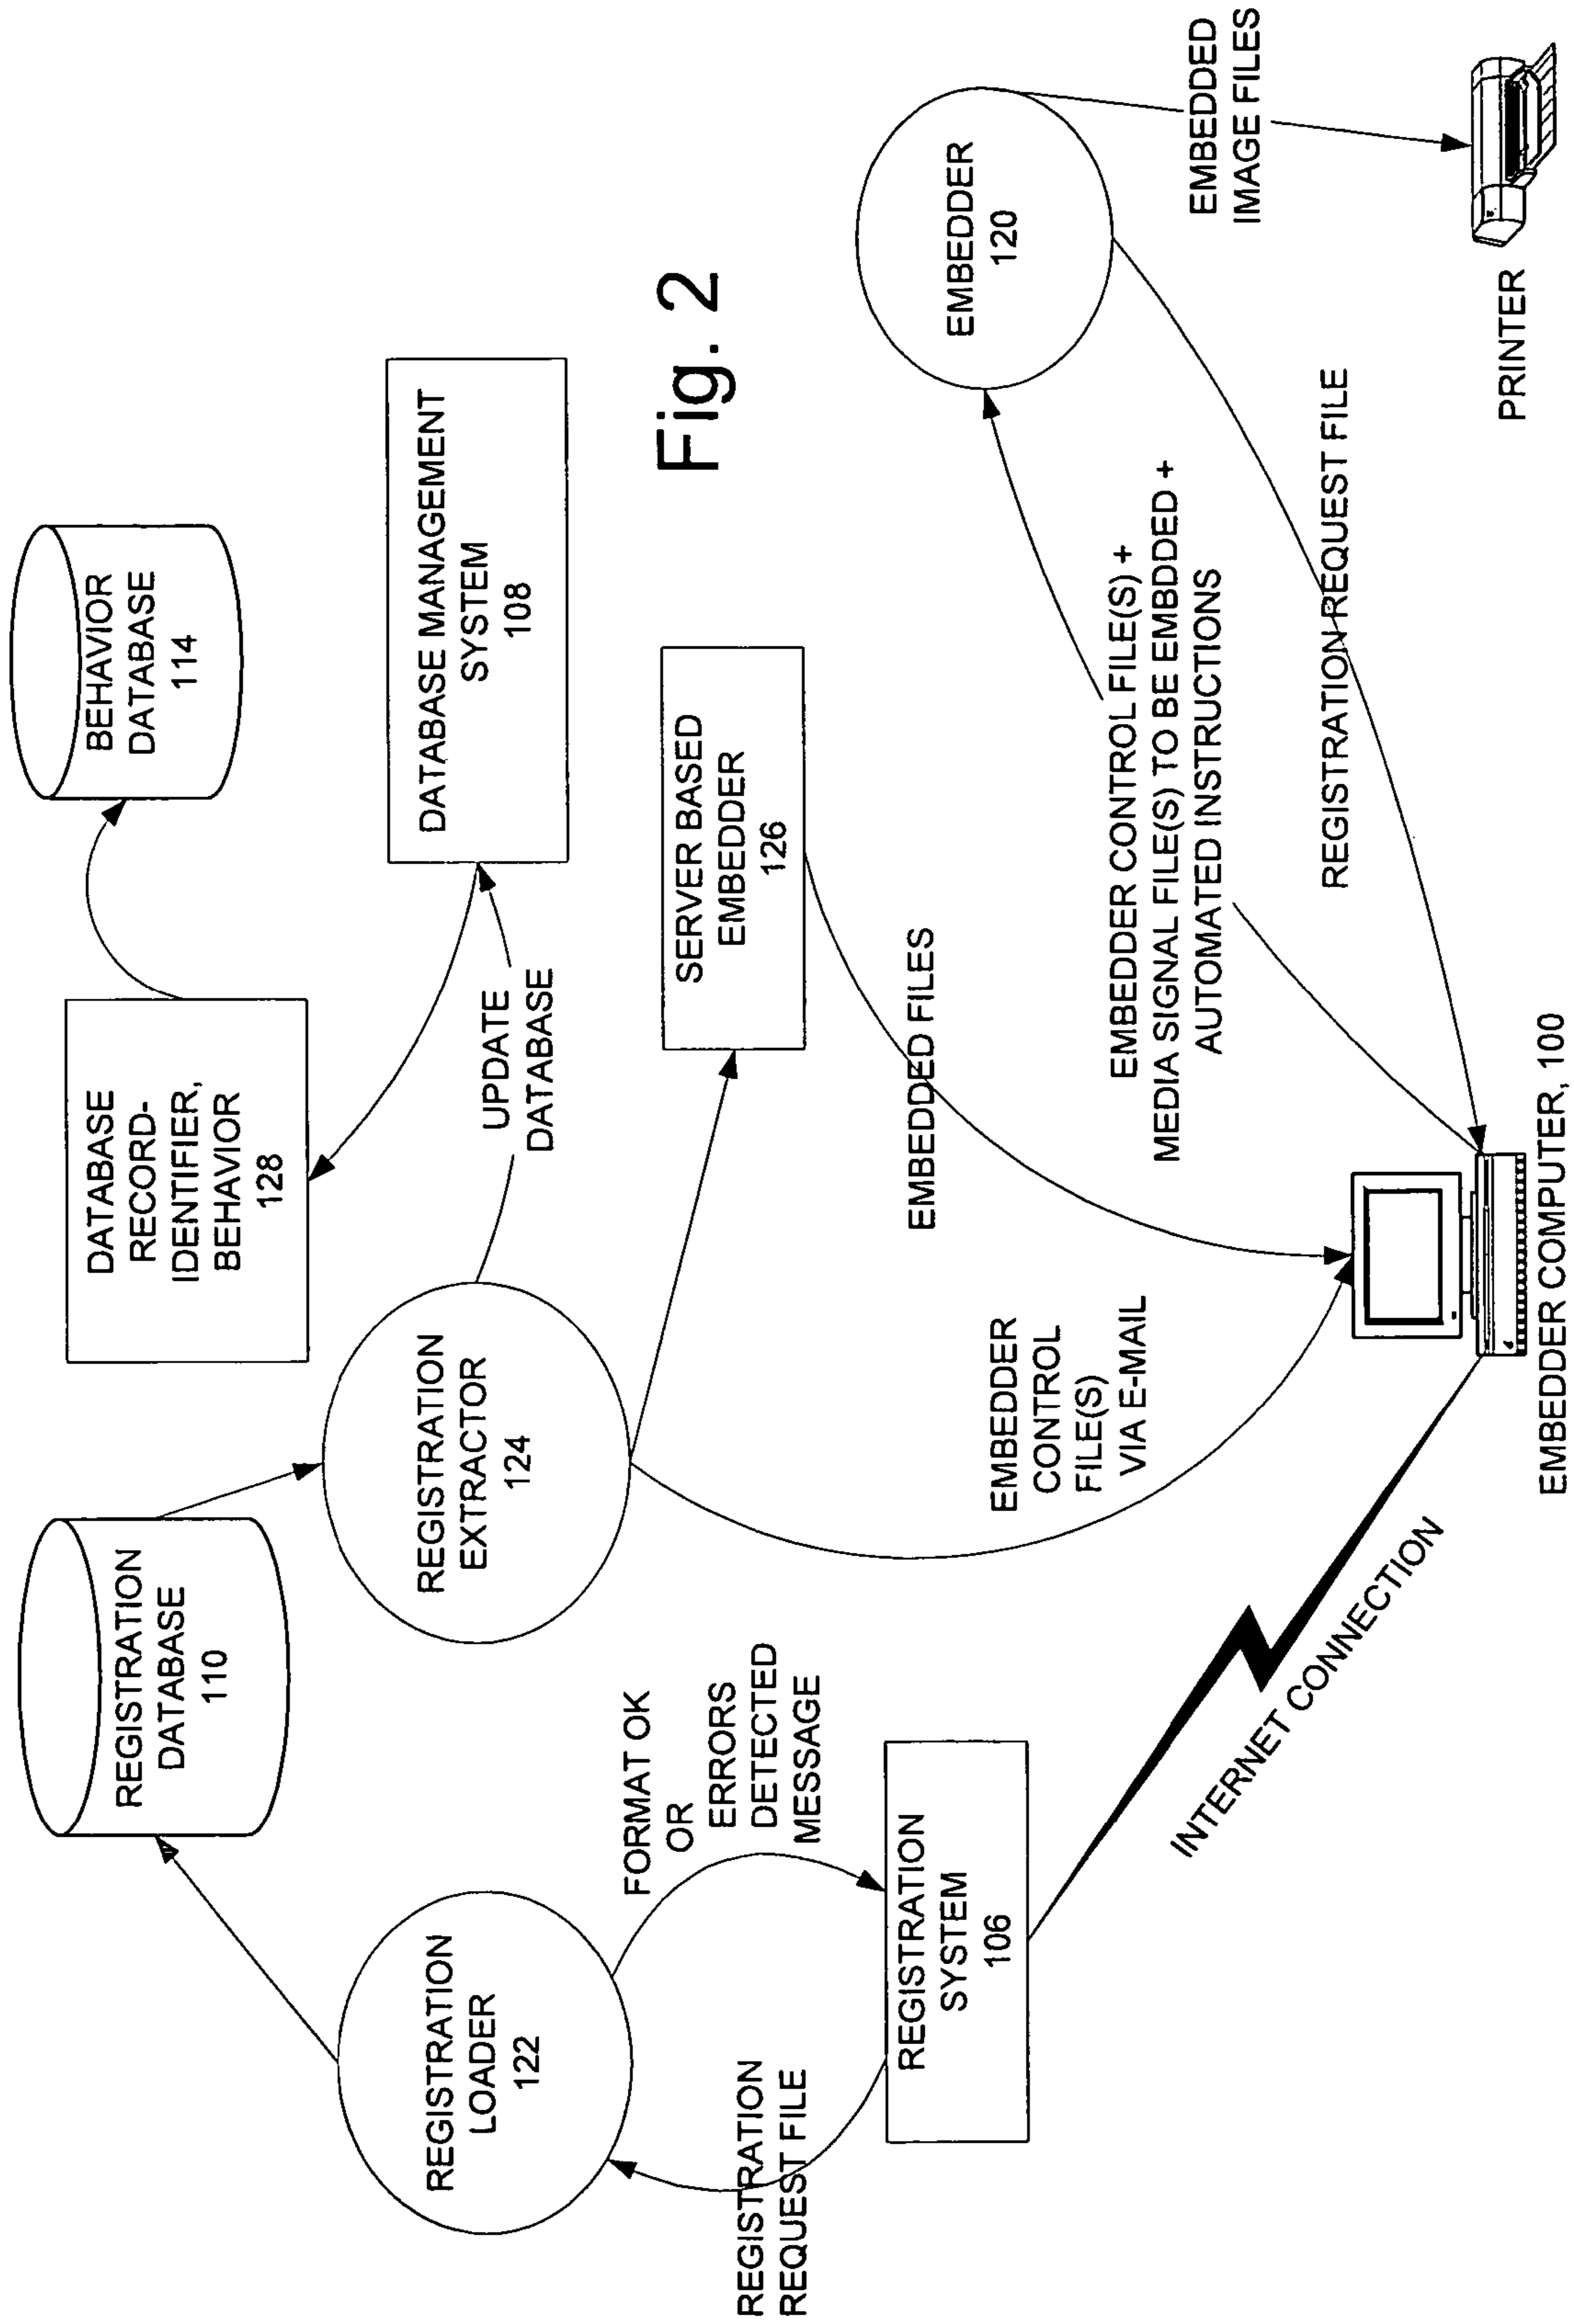 REGISTRATION
DATABASE
110
DATABASE
RECORD-
IDENTIFIER,
BEHAVIOR
128
BEHAVIOR
DATABASE
114
REGISTRATION
LOADER
122
REGISTRATION
EXTRACTOR
124
UPDATE
DATABASE
DATABASE MANAGEMENT
SYSTEM
108
FORMAT OK
OR
ERRORS
DETECTED
MESSAGE
REGISTRATION
REQUEST FILE
SERVER BASED
EMBEDDER
126
Fig. 2
REGISTRATION
SYSTEM
106
EMBEDDED FILES
EMBEDDER
CONTROL
FILE(S)
VIA E-MAIL
EMBEDDER
120
EMBEDDER CONTROL FILE(S) +
MEDIA SIGNAL FILE(S) TO BE EMBDDED +
AUTOMATED INSTRUCTIONS
EMBEDDED
IMAGE FILES
INTERNET CONNECTION
REGISTRATION REQUEST FILE
EMBEDDER COMPUTER, 100
PRINTER